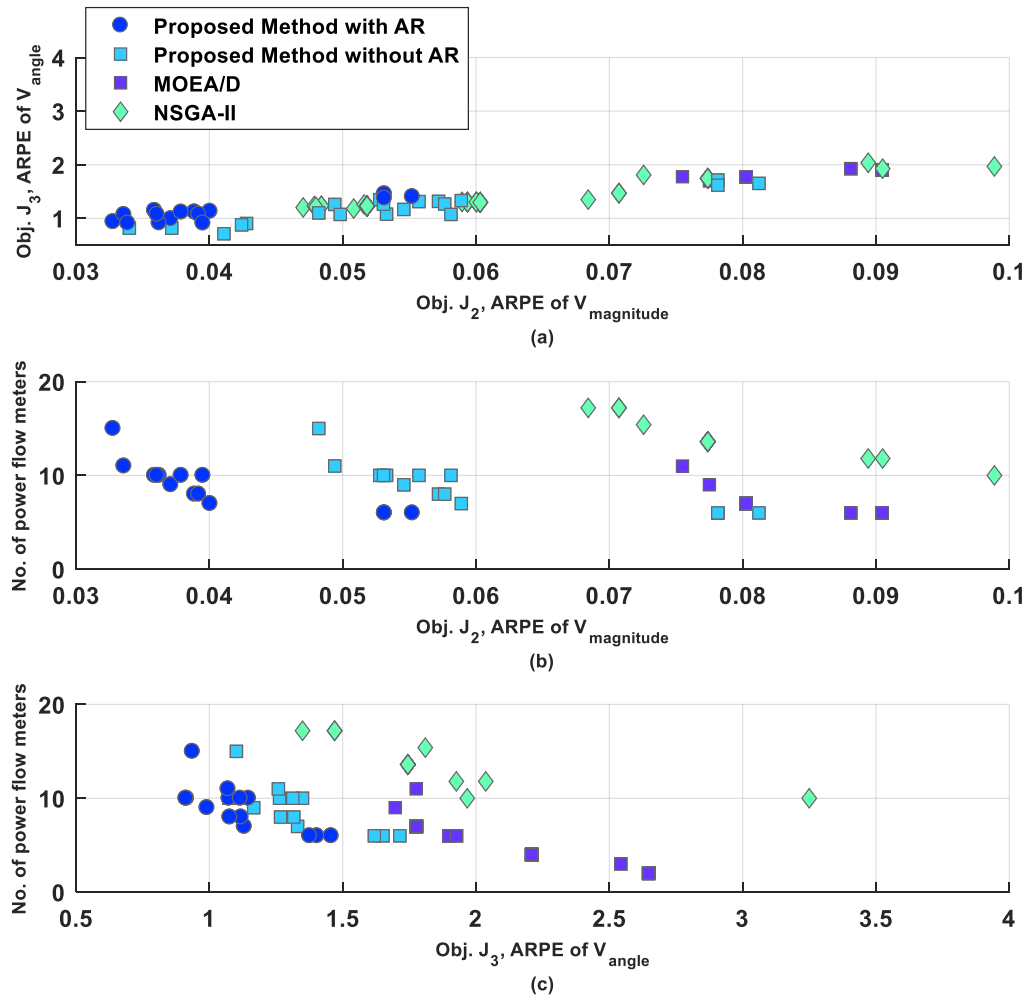 Proposed Method with AR
Proposed Method without AR
MOEA/D
NSGA-II
Obj. J3, ARPE of Vangle
4
3
2
1
0.03 0.04 0.05 0.06 0.07 0.08 0.09 0.1
Obj. J2, ARPE of Vmagnitude
(a)
No. of power flow meters
20
10
0
0.03 0.04 0.05 0.06 0.07 0.08 0.09 0.1
Obj. J2, ARPE of Vmagnitude
(b)
No. of power flow meters
20
10
0
0.5 1 1.5 2 2.5 3 3.5 4
Obj. J3, ARPE of Vangle
(c)